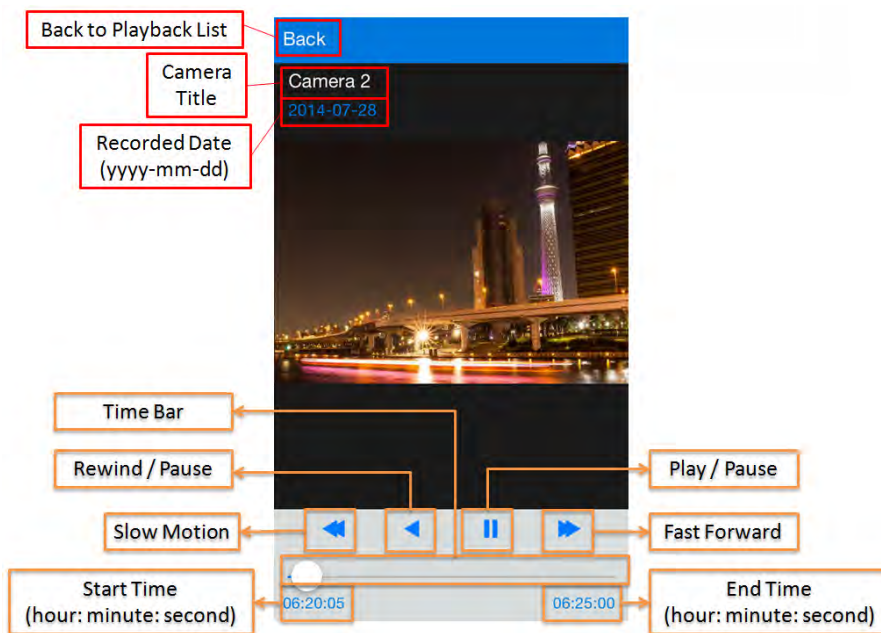 Back to Playback List
Back
Camera
Title
Camera 2
2014-07-28
Recorded Date
(yyyy-mm-dd)
Time Bar
Rewind / Pause
Play / Pause
Slow Motion
Fast Forward
Start Time
(hour: minute: second)
06:20:05
06:25:00
End Time
(hour: minute: second)